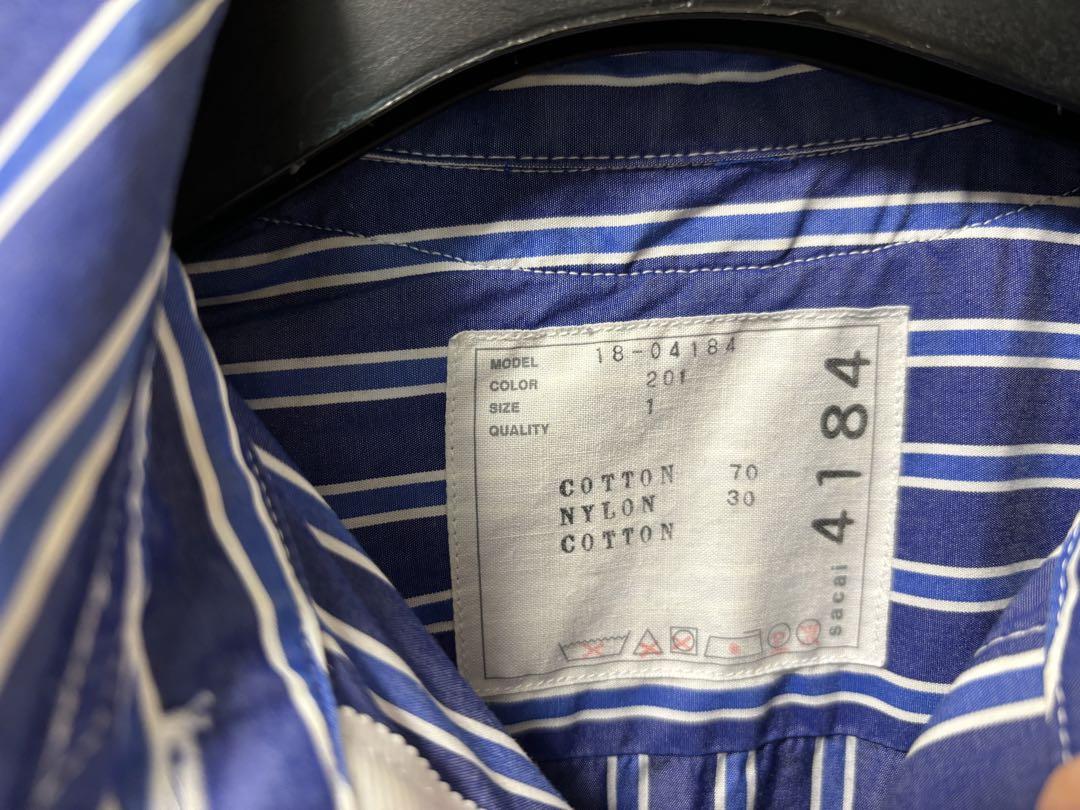 MODEL 18-04184
COLOR 201
SIZE 1
QUALITY
COTTON 70
NYLON 30
COTTON
sacai 4184